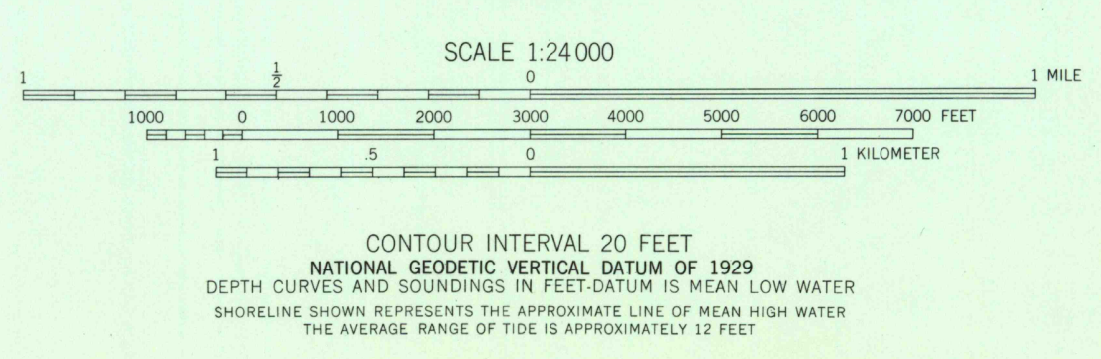 SCALE 1:24 000
1 1/2 0 1 MILE
1000 0 1000 2000 3000 4000 5000 6000 7000 FEET
1 .5 0 1 KILOMETER
CONTOUR INTERVAL 20 FEET
NATIONAL GEODETIC VERTICAL DATUM OF 1929
DEPTH CURVES AND SOUNDINGS IN FEET-DATUM IS MEAN LOW WATER
SHORELINE SHOWN REPRESENTS THE APPROXIMATE LINE OF MEAN HIGH WATER
THE AVERAGE RANGE OF TIDE IS APPROXIMATELY 12 FEET